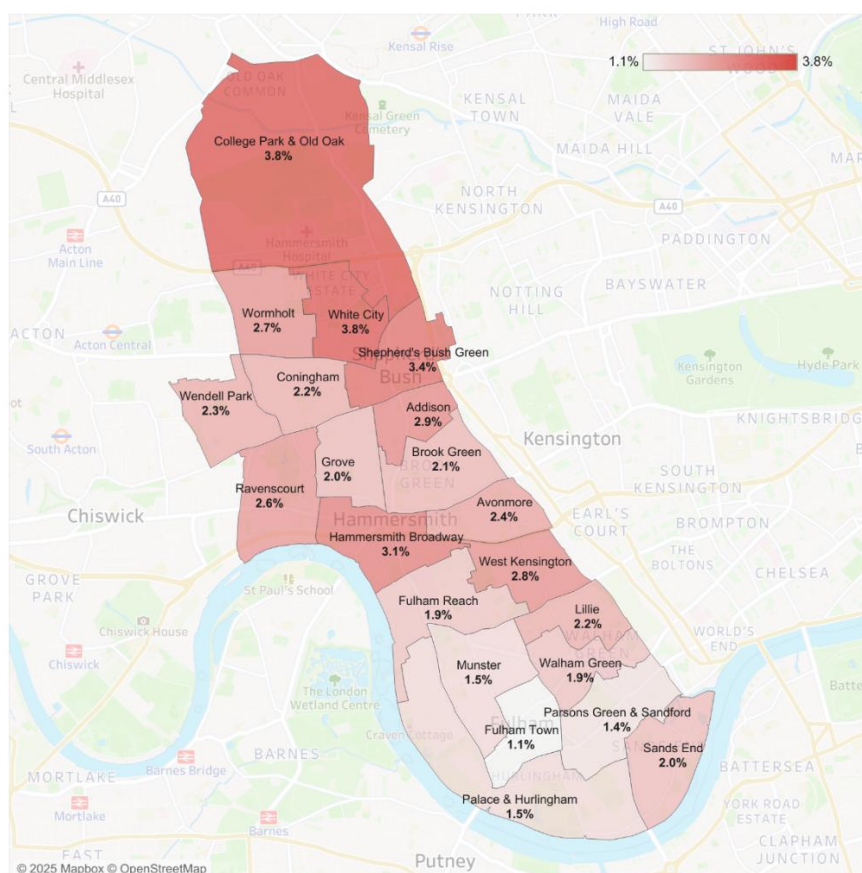 High Road
Kensal Rise
1.1%
3.8%
Central Middlesex
Hospital
OLD OAK
COMMON
Kensal Green
Cemetery
KENSAL
TOWN
MAIDA
VALE
College Park & Old Oak
3.8%
MAIDA HILL
NORTH
KENSINGTON
A40
A40
Acton
Main Line
Hammersmith
Hospital
PADDINGTON
A40
WHITE CITY
ESTATE
NOTTING
HILL
BAYSWATER
Wormholt
2.7%
White City
3.8%
ACTON
Acton Central
Shepherd's Bush Green
3.4%
Shepherd's
Bush
Kensington
Gardens
Hyde Park
Wendell Park
2.3%
Coningham
2.2%
Addison
2.9%
KNIGHTSBRIDGE
South Acton
Kensington
Grove
2.0%
Brook Green
2.1%
BROOK
GREEN
SOUTH
KENSINGTON
Ravenscourt
2.6%
Chiswick
Avonmore
2.4%
Hammersmith
EARL'S
COURT
BROMPTON
Hammersmith Broadway
3.1%
THE
BOLTONS
CHELSEA
West Kensington
2.8%
GROVE
PARK
St Paul's School
Fulham Reach
1.9%
Lillie
2.2%
WALHAM
GREEN
WORLD'S
END
Chiswick House
Chiswick
Munster
1.5%
Walham Green
1.9%
The London
Wetland Centre
Parsons Green & Sandford
1.4%
Fulham
Craven Cottage
Fulham Town
1.1%
Sands End
2.0%
BARNES
Barnes Bridge
BATTERSEA
MORTLAKE
HURLINGHAM
Mortlake
Palace & Hurlingham
1.5%
YORK ROAD
ESTATE
Barnes
CLAPHAM
JUNCTION
EAST
Putney
© 2025 Mapbox © OpenStreetMap